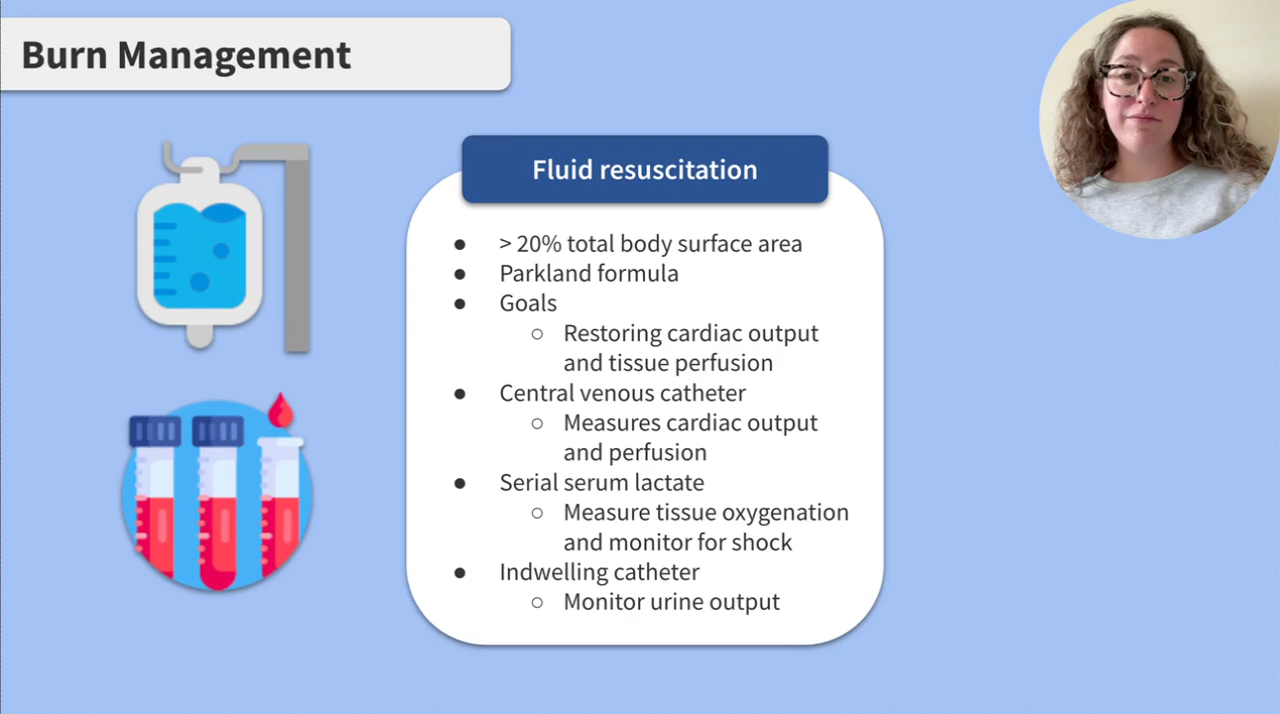 Burn Management
Fluid resuscitation
● > 20% total body surface area
● Parkland formula
● Goals
○ Restoring cardiac output
and tissue perfusion
● Central venous catheter
○ Measures cardiac output
and perfusion
● Serial serum lactate
○ Measure tissue oxygenation
and monitor for shock
● Indwelling catheter
○ Monitor urine output